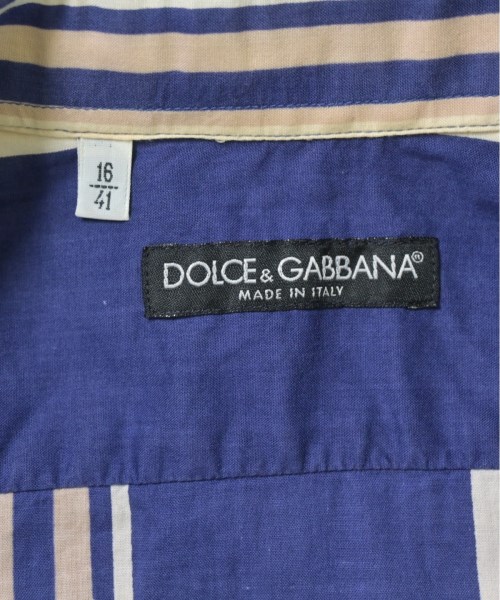 16
41
DOLCE & GABBANA®
MADE IN ITALY